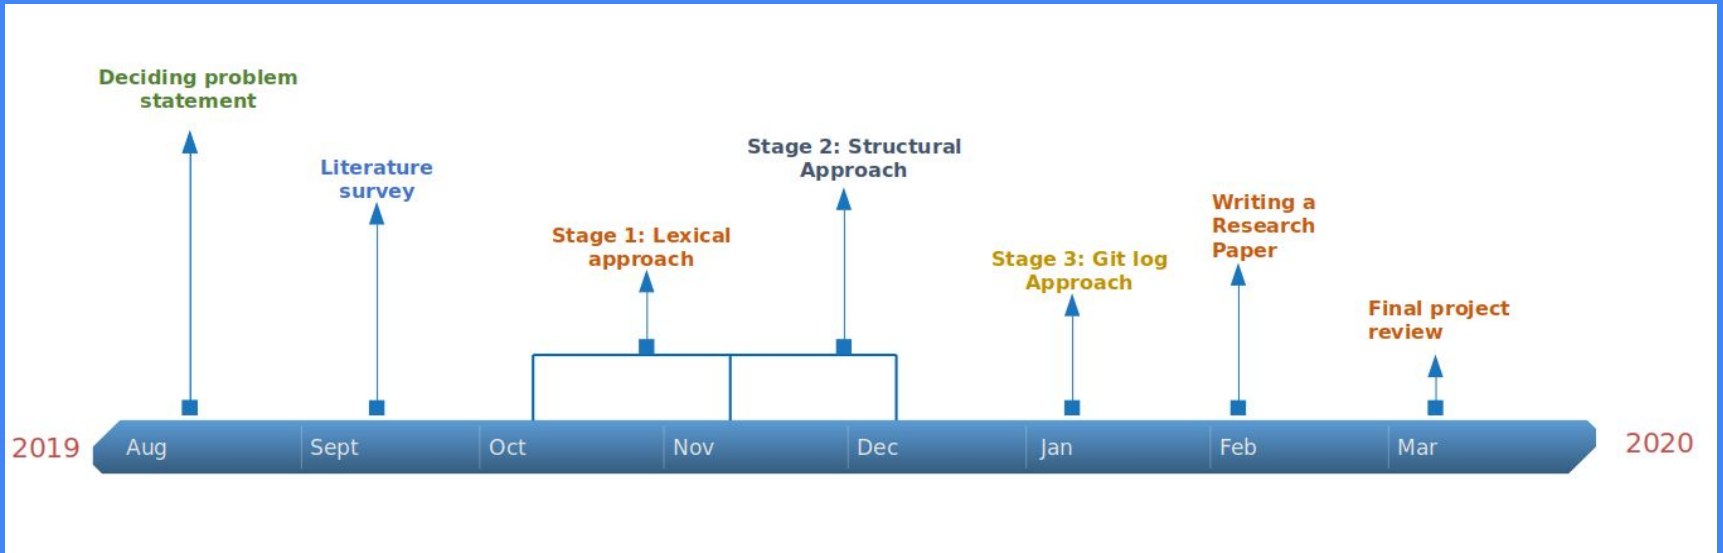 Deciding problem
statement
Literature
survey
Stage 1: Lexical
approach
Stage 2: Structural
Approach
Stage 3: Git log
Approach
Writing a
Research
Paper
Final project
review
2019
Aug
Sept
Oct
Nov
Dec
Jan
Feb
Mar
2020